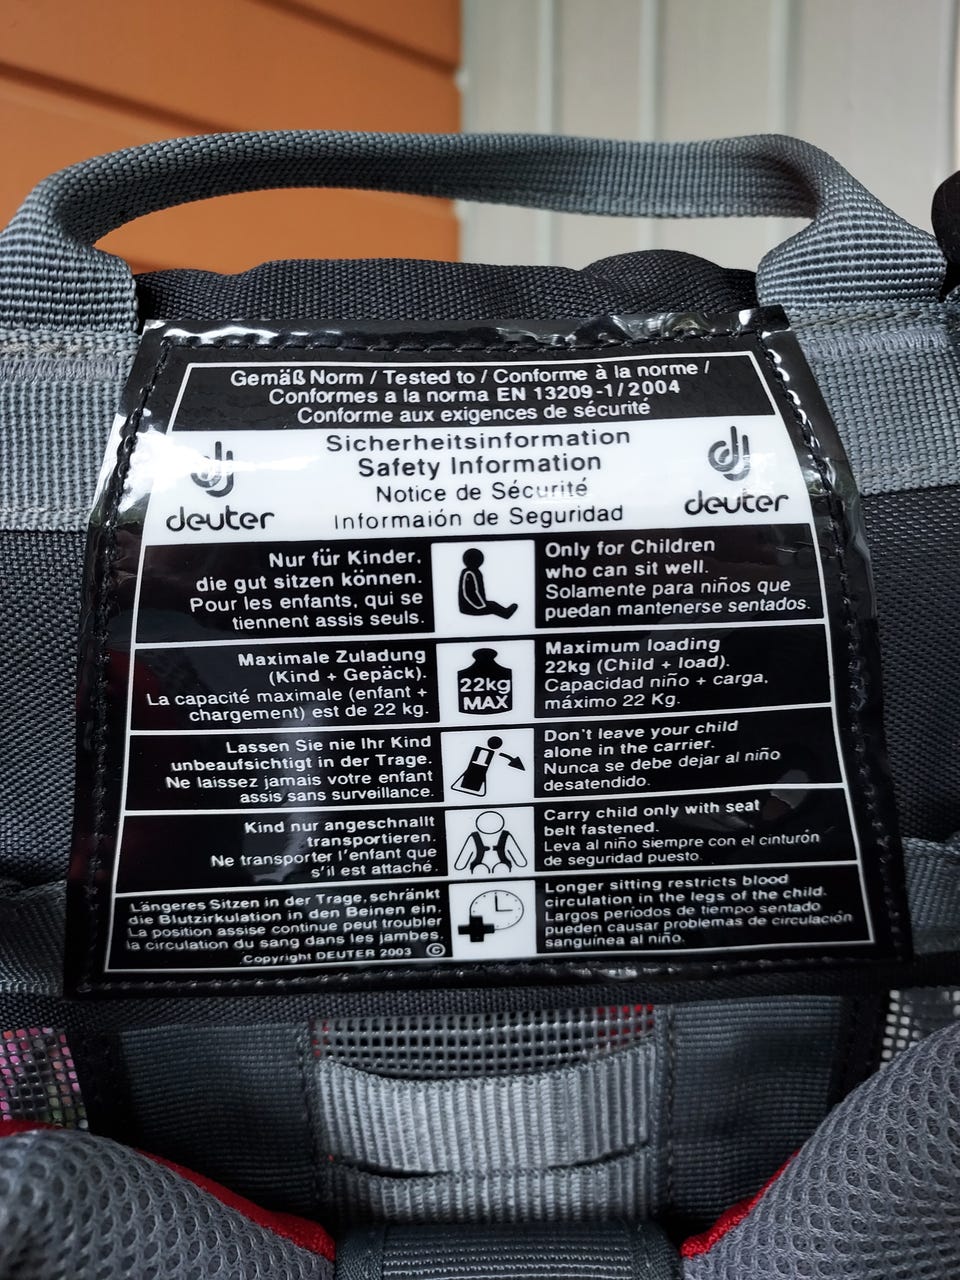 Gemäß Norm / Tested to / Conforme à la norme /
Conformes a la norma EN 13209-1/2004
Conforme aux exigences de sécurité
Sicherheitsinformation
Safety Information
Notice de Sécurité
Informaión de Seguridad
deuter
deuter
Nur für Kinder,
die gut sitzen können.
Pour les enfants, qui se
tiennent assis seuls.
Only for Children
who can sit well.
Solamente para niños que
puedan mantenerse sentados.
Maximale Zuladung
(Kind + Gepäck).
La capacité maximale (enfant +
chargement) est de 22 kg.
22kg
MAX
Maximum loading
22kg (Child + load).
Capacidad niño + carga,
máximo 22 Kg.
Lassen Sie nie Ihr Kind
unbeaufsichtigt in der Trage.
Ne laissez jamais votre enfant
assis sans surveillance.
Don't leave your child
alone in the carrier.
Nunca se debe dejar al niño
desatendido.
Kind nur angeschnallt
transportieren.
Ne transporter l'enfant que
s'il est attaché.
Carry child only with seat
belt fastened.
Leva al niño siempre con el cinturón
de seguridad puesto.
Längeres Sitzen in der Trage, schränkt
die Blutzirkulation in den Beinen ein.
La position assise continue peut troubler
la circulation du sang dans les jambes.
Copyright DEUTER 2003 ©
Longer sitting restricts blood
circulation in the legs of the child.
Largos períodos de tiempo sentado
pueden causar problemas de circulación
sanguínea al niño.